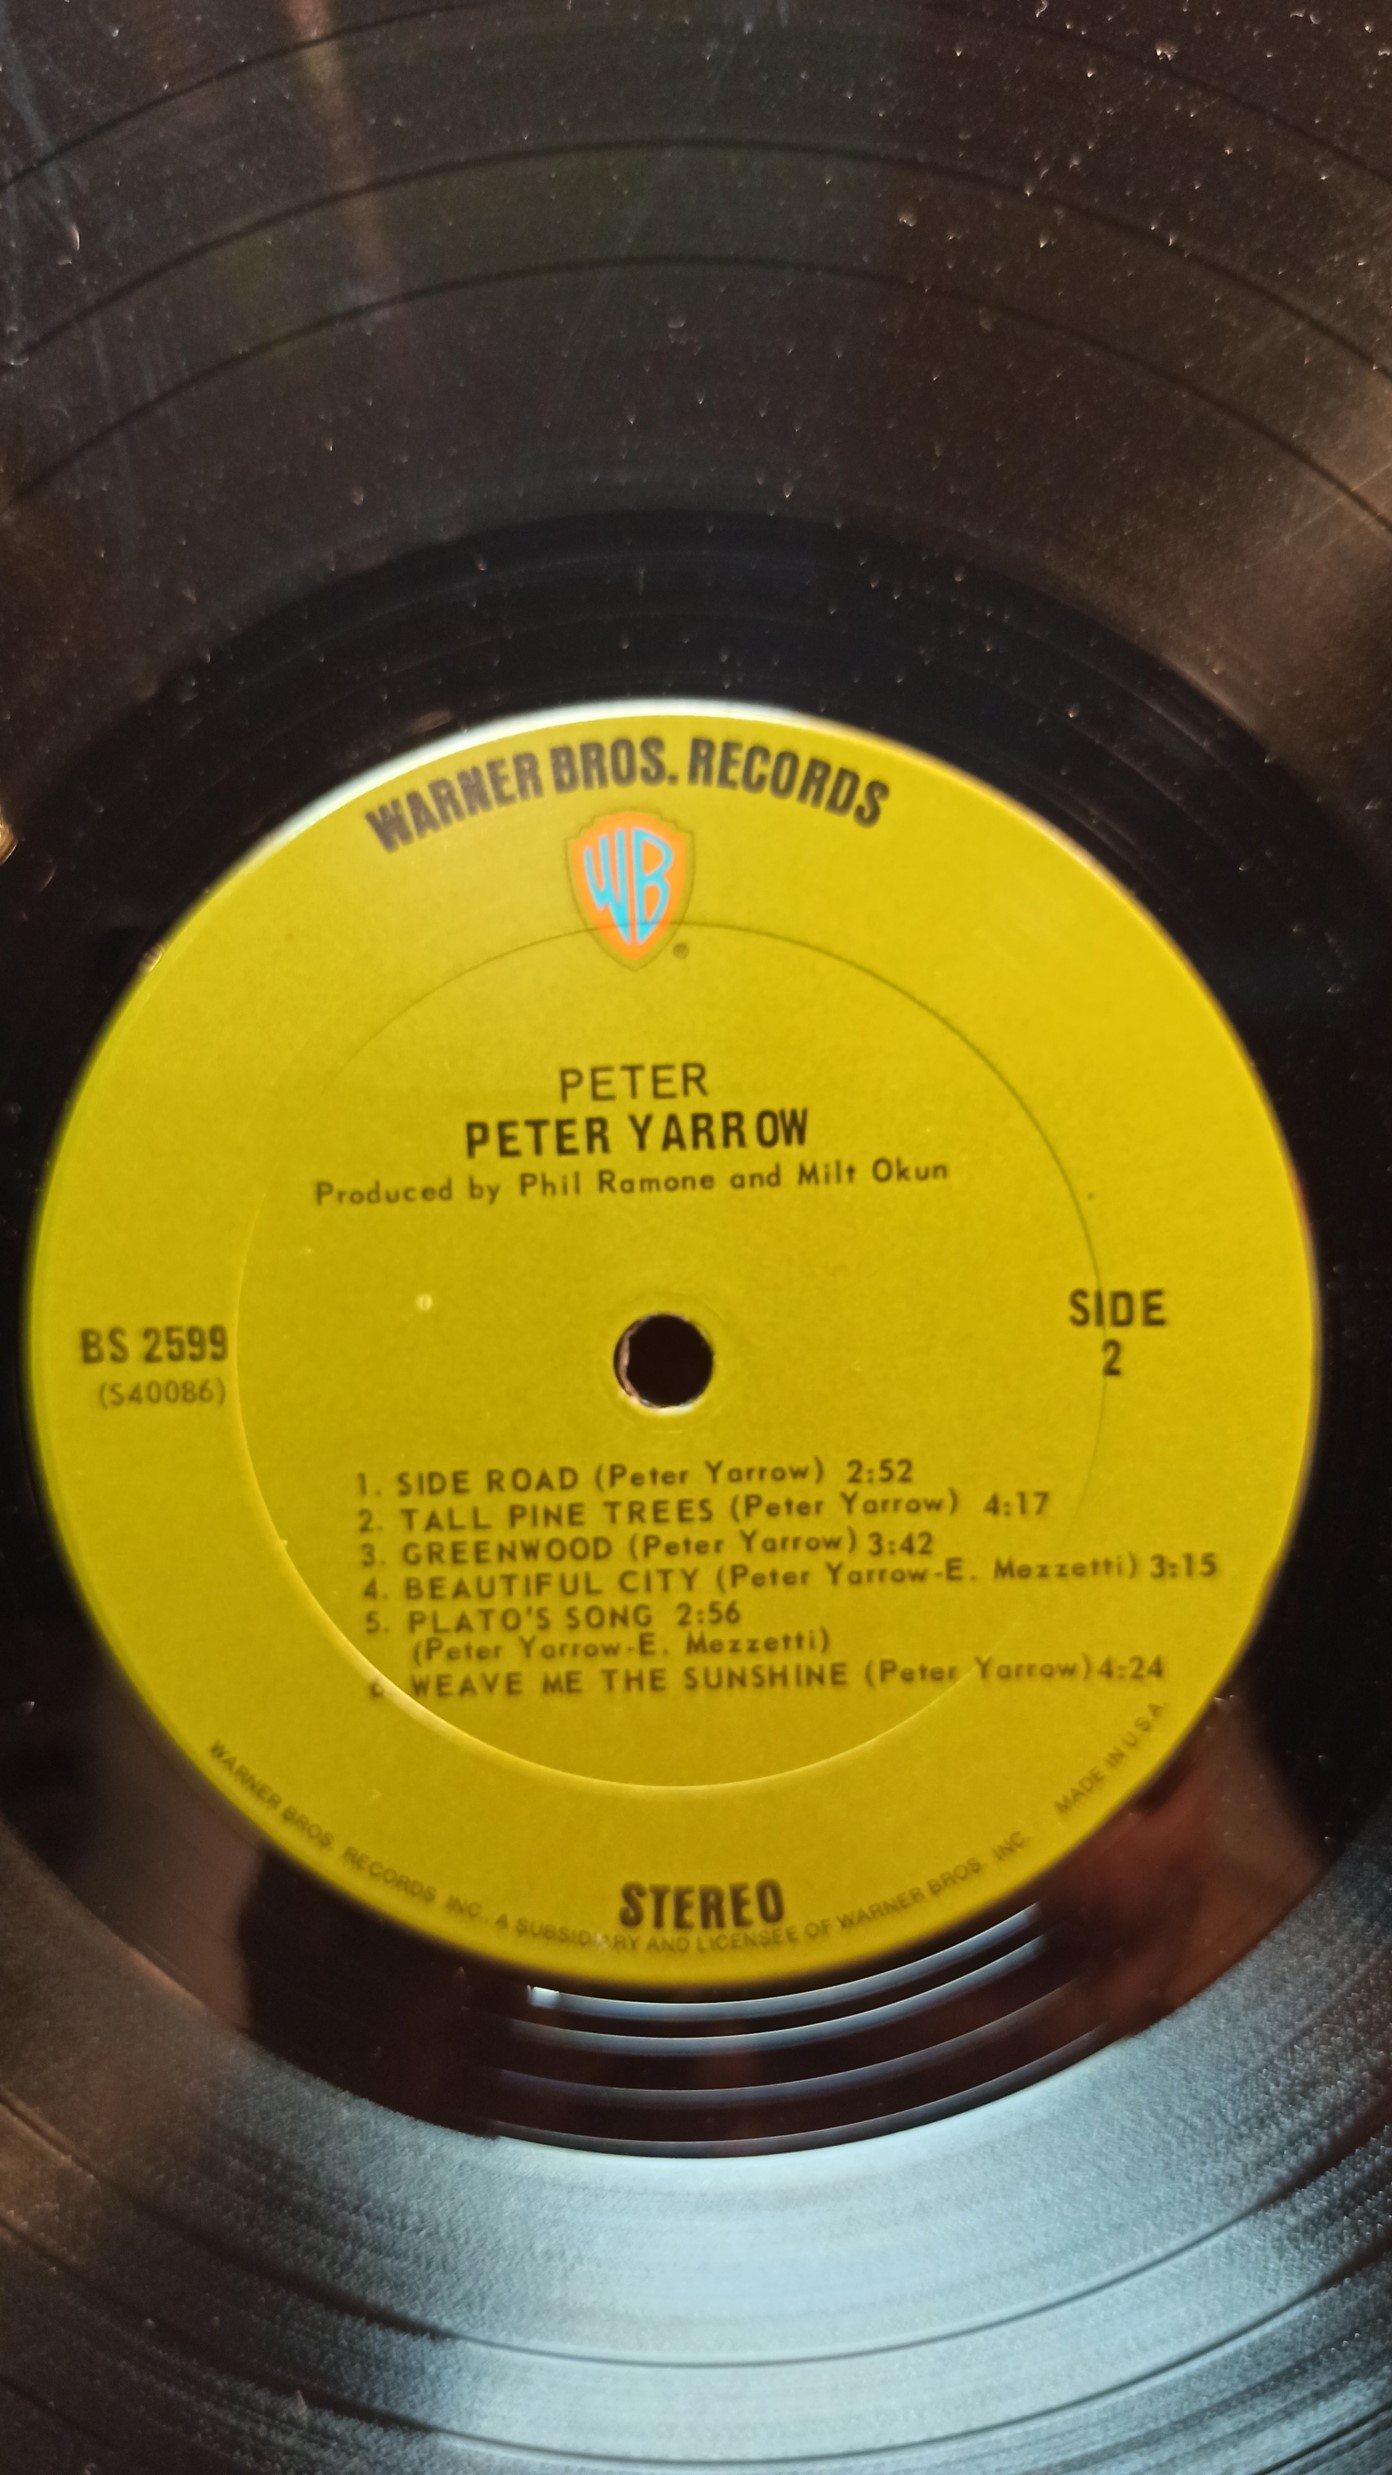 WARNER BROS. RECORDS
WB
®
PETER
PETER YARROW
Produced by Phil Ramone and Milt Okun
BS 2599
(S40086)
SIDE
2
1. SIDE ROAD (Peter Yarrow) 2:52
2. TALL PINE TREES (Peter Yarrow) 4:17
3. GREENWOOD (Peter Yarrow) 3:42
4. BEAUTIFUL CITY (Peter Yarrow-E. Mezzetti) 3:15
5. PLATO'S SONG 2:56
(Peter Yarrow-E. Mezzetti)
6. WEAVE ME THE SUNSHINE (Peter Yarrow) 4:24
STEREO
WARNER BROS. RECORDS INC., A SUBSIDIARY AND LICENSEE OF WARNER BROS. INC. MADE IN U.S.A.